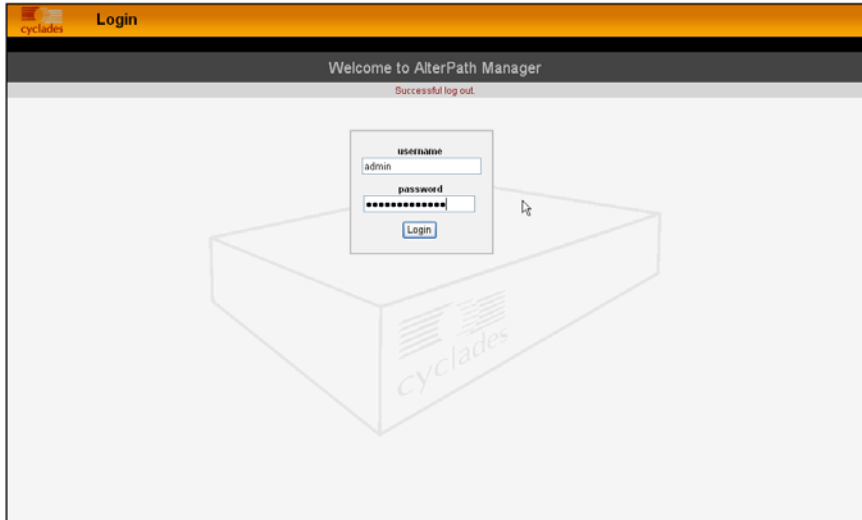 cyclades
Login
Welcome to AlterPath Manager
Successful log out.
username
admin
password
•••••••••••••
Login
cyclades